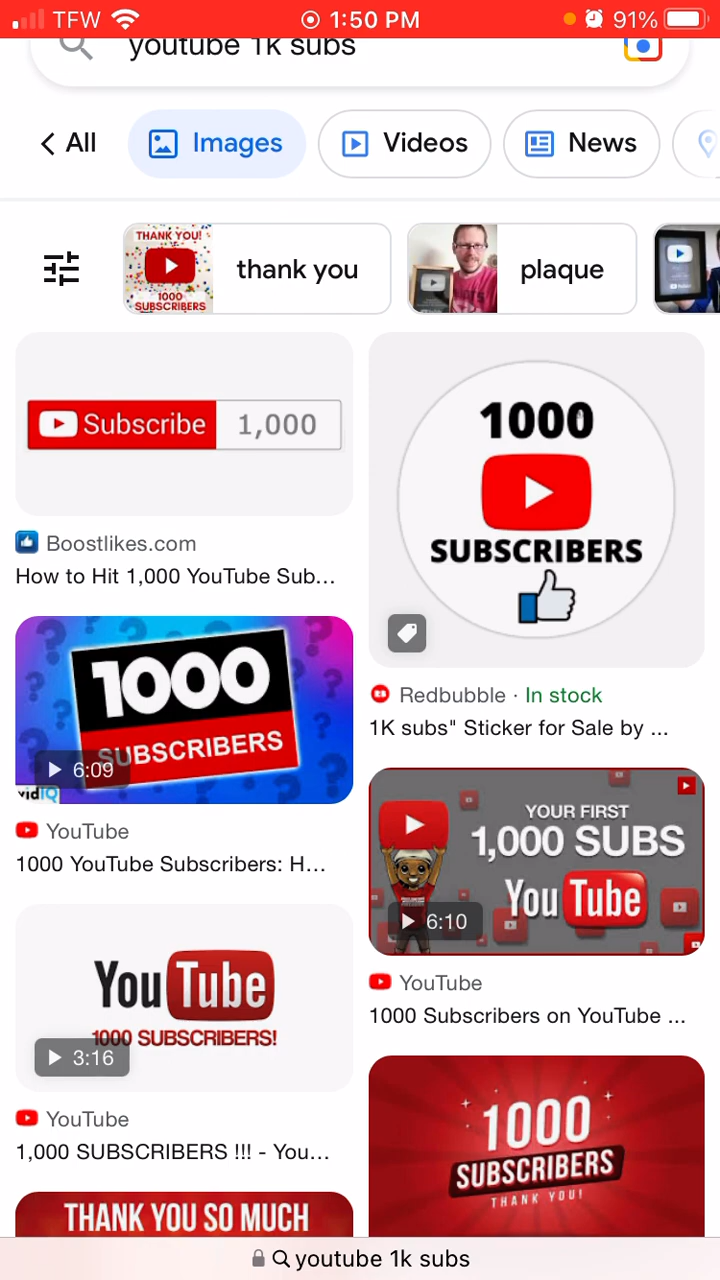 TFW 1:50 PM 91%
youtube 1k subs
All Images Videos News
THANK YOU!
1000
SUBSCRIBERS
thank you
plaque
Subscribe 1,000
Boostlikes.com
How to Hit 1,000 YouTube Sub...
1000
SUBSCRIBERS
Redbubble · In stock
1K subs" Sticker for Sale by ...
1000
SUBSCRIBERS
6:09
vidIQ
YouTube
1000 YouTube Subscribers: H...
YOUR FIRST
1,000 SUBS
YouTube
6:10
YouTube
1000 Subscribers on YouTube ...
YouTube
1000 SUBSCRIBERS!
3:16
YouTube
1,000 SUBSCRIBERS !!! - You...
1000
SUBSCRIBERS
THANK YOU!
THANK YOU SO MUCH
youtube 1k subs